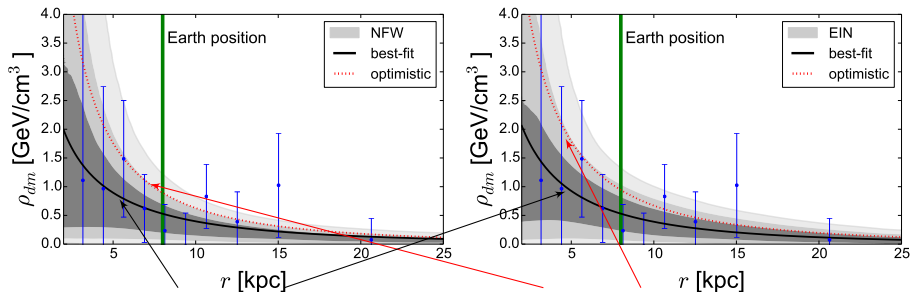 4.0
3.5
3.0
2.5
2.0
1.5
1.0
0.5
0.0
ρdm [GeV/cm³]
Earth position
NFW
best-fit
optimistic
5 10 15 20 25
r [kpc]
4.0
3.5
3.0
2.5
2.0
1.5
1.0
0.5
0.0
ρdm [GeV/cm³]
Earth position
EIN
best-fit
optimistic
5 10 15 20 25
r [kpc]